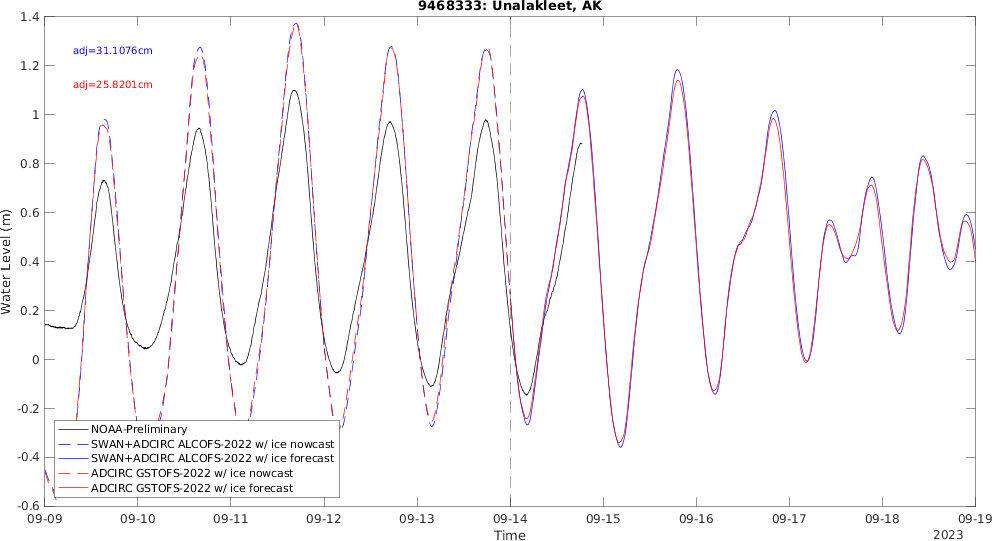 9468333: Unalakleet, AK
adj=31.1076cm
adj=25.8201cm
Water Level (m)
1.4
1.2
1
0.8
0.6
0.4
0.2
0
-0.2
-0.4
-0.6
NOAA-Preliminary
SWAN+ADCIRC ALCOFS-2022 w/ ice nowcast
SWAN+ADCIRC ALCOFS-2022 w/ ice forecast
ADCIRC GSTOFS-2022 w/ ice nowcast
ADCIRC GSTOFS-2022 w/ ice forecast
09-09 09-10 09-11 09-12 09-13 09-14 09-15 09-16 09-17 09-18 09-19
Time
2023